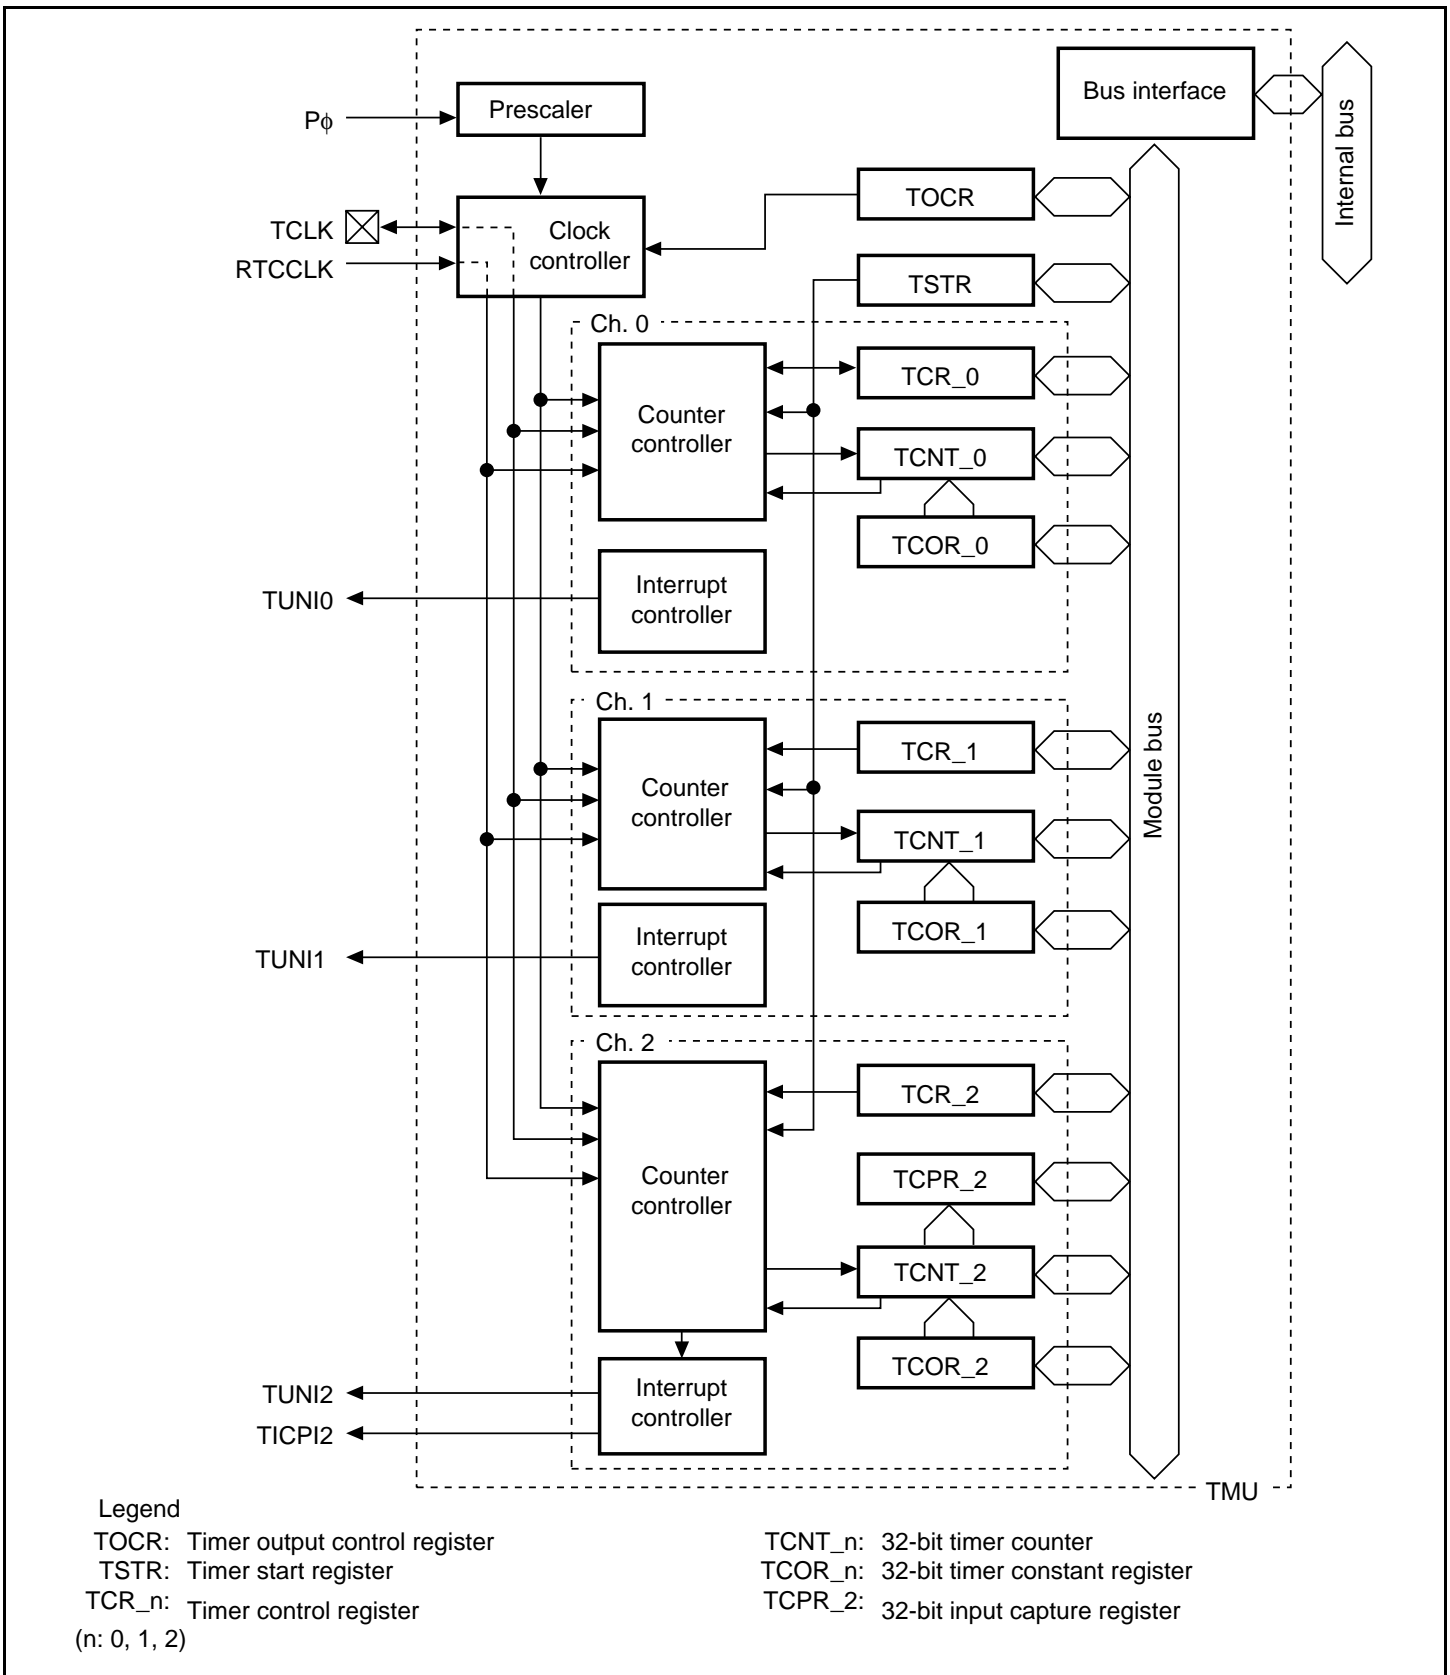 Pϕ
Prescaler
Bus interface
Internal bus
TCLK
RTCCLK
Clock
controller
TOCR
TSTR
Ch. 0
Counter
controller
TCR_0
TCNT_0
TCOR_0
Interrupt
controller
TUNI0
Ch. 1
Counter
controller
TCR_1
TCNT_1
TCOR_1
Module bus
Interrupt
controller
TUNI1
Ch. 2
Counter
controller
TCR_2
TCPR_2
TCNT_2
TCOR_2
Interrupt
controller
TUNI2
TICPI2
TMU
Legend
TOCR: Timer output control register
TSTR: Timer start register
TCR_n: Timer control register
(n: 0, 1, 2)
TCNT_n: 32-bit timer counter
TCOR_n: 32-bit timer constant register
TCPR_2: 32-bit input capture register